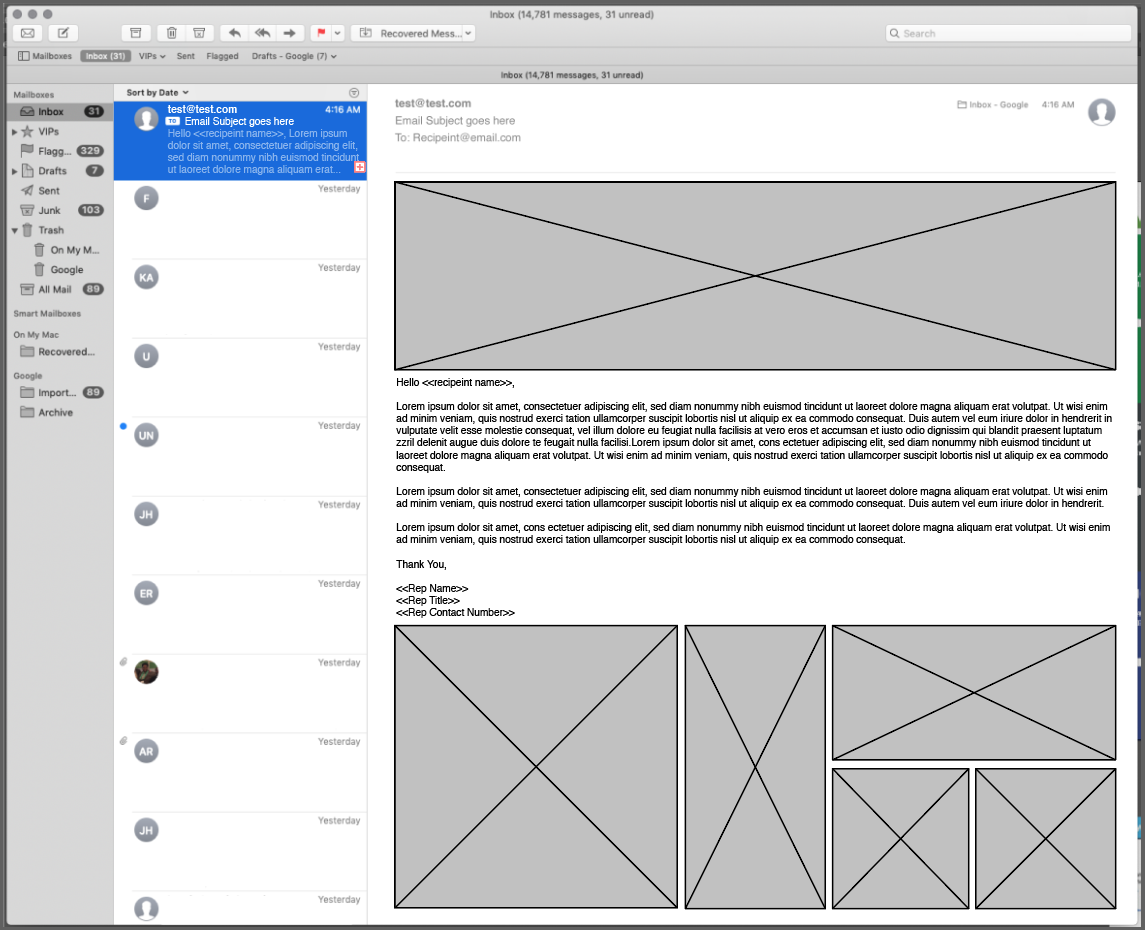 Inbox (14,781 messages, 31 unread)
Recovered Mess...
Search
Mailboxes
Inbox (31)
VIPs
Sent
Flagged
Drafts - Google (7)
Inbox (14,781 messages, 31 unread)
Mailboxes
Inbox 31
VIPs
Flagg... 329
Drafts 7
Sent
Junk 103
Trash
On My M...
Google
All Mail 89
Smart Mailboxes
On My Mac
Recovered...
Google
Import... 89
Archive
Sort by Date
test@test.com 4:16 AM
TO Email Subject goes here
Hello <<recipeint name>>, Lorem ipsum
dolor sit amet, consectetuer adipiscing elit,
sed diam nonummy nibh euismod tincidunt
ut laoreet dolore magna aliquam erat...
Yesterday
F
Yesterday
KA
Yesterday
U
Yesterday
UN
Yesterday
JH
Yesterday
ER
Yesterday
Yesterday
AR
Yesterday
JH
Yesterday
test@test.com
Inbox - Google 4:16 AM
Email Subject goes here
To: Recipeint@email.com
Hello <<recipeint name>>,
Lorem ipsum dolor sit amet, consectetuer adipiscing elit, sed diam nonummy nibh euismod tincidunt ut laoreet dolore magna aliquam erat volutpat. Ut wisi enim
ad minim veniam, quis nostrud exerci tation ullamcorper suscipit lobortis nisl ut aliquip ex ea commodo consequat. Duis autem vel eum iriure dolor in hendrerit in
vulputate velit esse molestie consequat, vel illum dolore eu feugiat nulla facilisis at vero eros et accumsan et iusto odio dignissim qui blandit praesent luptatum
zzril delenit augue duis dolore te feugait nulla facilisi.Lorem ipsum dolor sit amet, cons ectetuer adipiscing elit, sed diam nonummy nibh euismod tincidunt ut
laoreet dolore magna aliquam erat volutpat. Ut wisi enim ad minim veniam, quis nostrud exerci tation ullamcorper suscipit lobortis nisl ut aliquip ex ea commodo
consequat.
Lorem ipsum dolor sit amet, consectetuer adipiscing elit, sed diam nonummy nibh euismod tincidunt ut laoreet dolore magna aliquam erat volutpat. Ut wisi enim
ad minim veniam, quis nostrud exerci tation ullamcorper suscipit lobortis nisl ut aliquip ex ea commodo consequat. Duis autem vel eum iriure dolor in hendrerit.
Lorem ipsum dolor sit amet, cons ectetuer adipiscing elit, sed diam nonummy nibh euismod tincidunt ut laoreet dolore magna aliquam erat volutpat. Ut wisi enim
ad minim veniam, quis nostrud exerci tation ullamcorper suscipit lobortis nisl ut aliquip ex ea commodo consequat.
Thank You,
<<Rep Name>>
<<Rep Title>>
<<Rep Contact Number>>